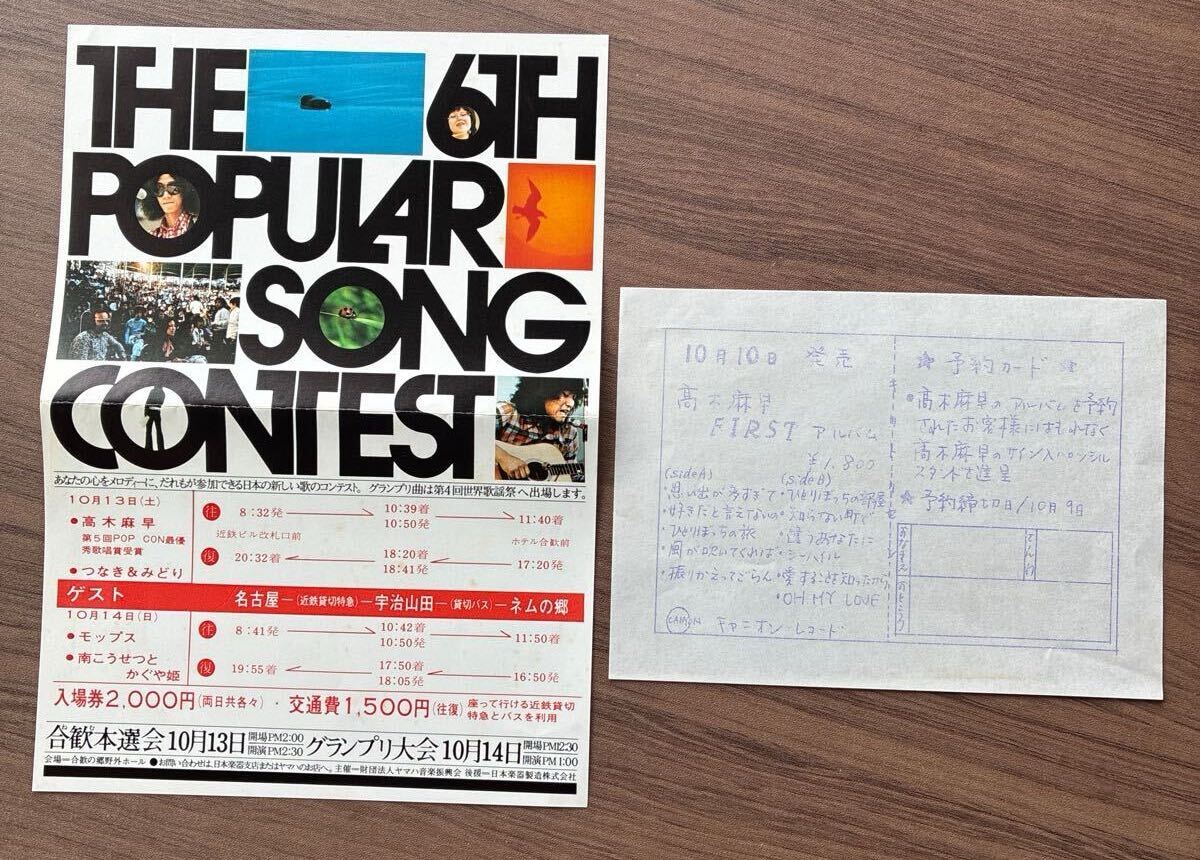 THE 6TH
POPULAR
SONG
CONTEST
あなたの心をメロディーに、だれもが参加できる日本の新しい歌のコンテスト。 グランプリ曲は第4回世界歌謡祭へ出場します。
10月13日(土)
●高木麻早
第5回POP CON最優
秀歌唱賞受賞
●つなき&みどり
往 8:32発 10:39着 11:40着
10:50発
近鉄ビル改札口前 ホテル合歓前
復 20:32着 18:20着 17:20発
18:41発
ゲスト 名古屋―(近鉄貸切特急)―宇治山田―(貸切バス)―ネムの郷
10月14日(日)
●モップス
●南こうせつと
かぐや姫
往 8:41発 10:42着 11:50着
10:50発
復 19:55着 17:50着 16:50発
18:05発
入場券2,000円(両日共各々)・交通費1,500円(往復)座って行ける近鉄貸切
特急とバスを利用
合歓本選会10月13日 開場PM2:00 開演PM2:30 グランプリ大会10月14日 開場PM12:30 開演PM1:00
会場=合歓の郷野外ホール ●お問い合わせは、日本楽器支店またはヤマハのお店へ。主催=財団法人ヤマハ音楽振興会 後援=日本楽器製造株式会社
10月10日 発売
高木麻早
FIRST アルバム
¥1,800
(sideA) (sideB)
・思い出が多すぎて ・ひとりぼっちの部屋
・好きだと言えないの ・知らない町で
・ひとりぼっちの旅 ・違うあなたに
・風が吹いてくれば ・シーハイル
・振りかえってごらん ・愛することを知ったから
・OH MY LOVE
CANYON キャニオンレコード
キリトリセン
☆予約カード☆
●高木麻早のアルバムを予約
されたお客様にはもれなく
高木麻早のサイン入ペンシル
スタンドを進呈
☆予約締切日/10月9日
おなまえ
でんわ
おところ